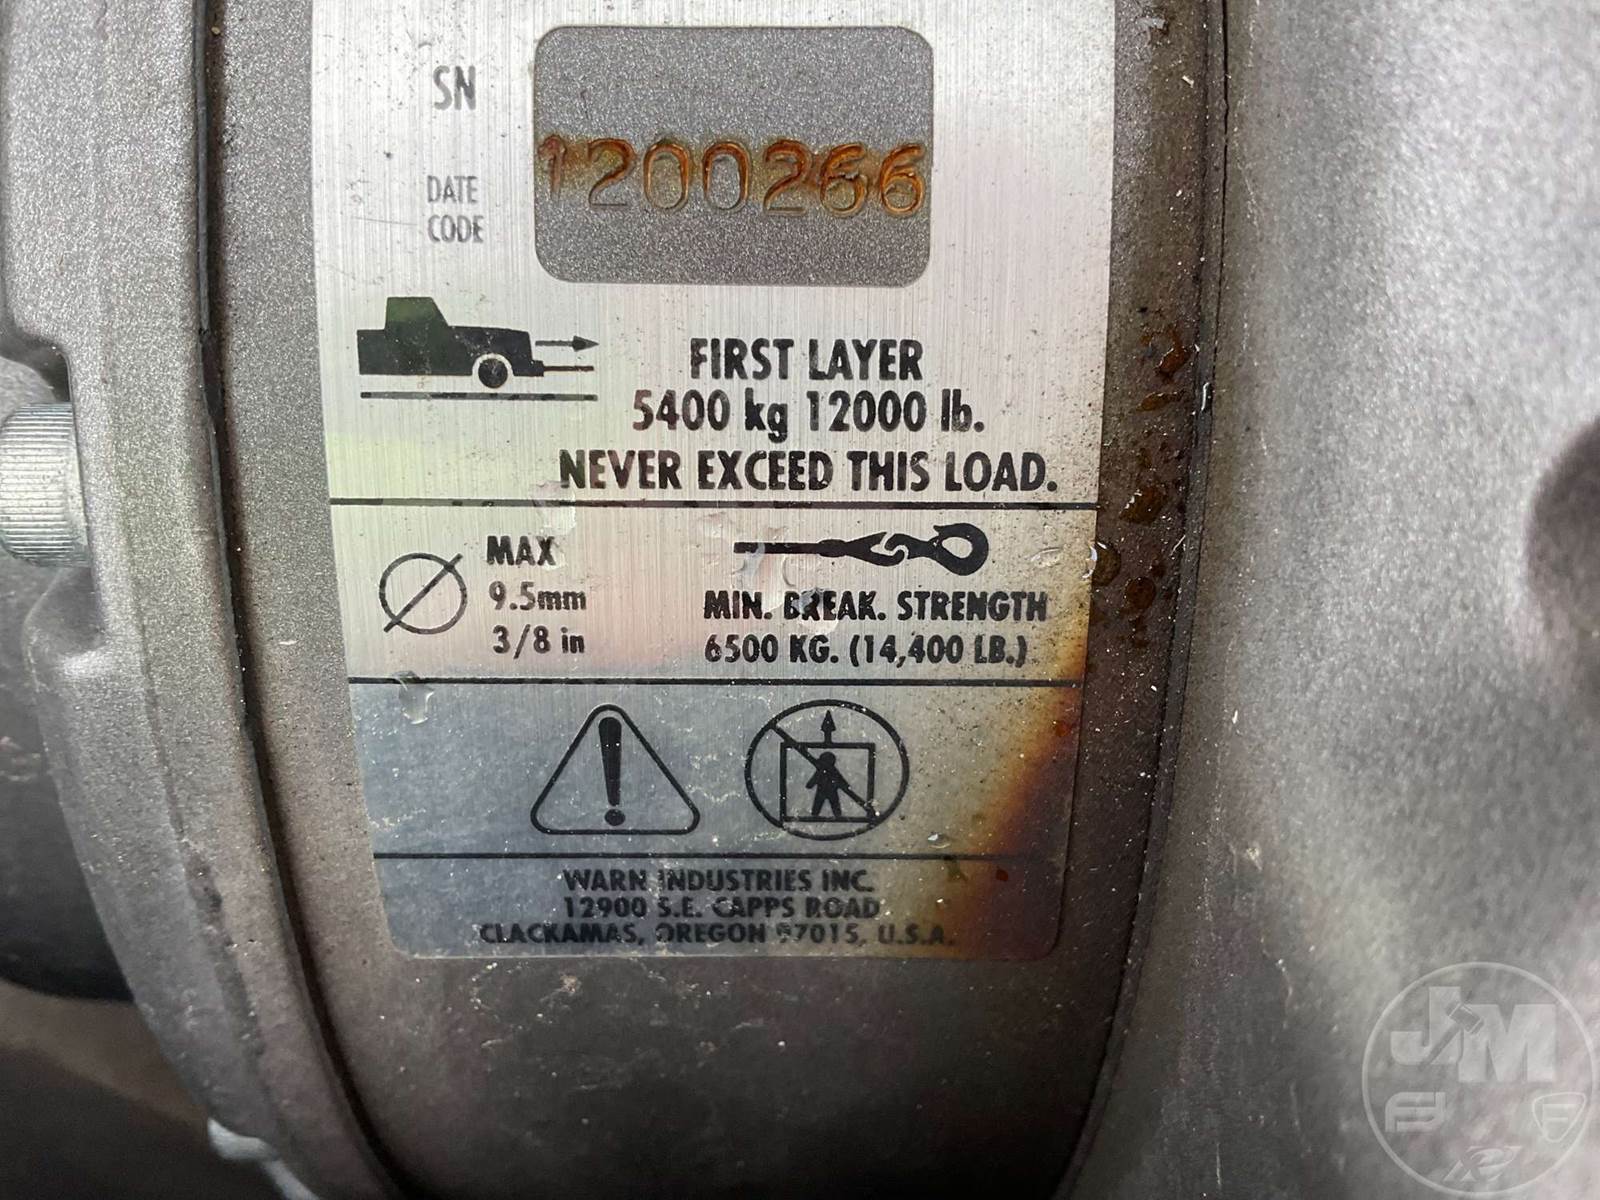 SN
1200266
DATE
CODE
FIRST LAYER
5400 kg 12000 lb.
NEVER EXCEED THIS LOAD.
MAX
9.5mm
3/8 in
MIN. BREAK. STRENGTH
6500 KG. (14,400 LB.)
WARN INDUSTRIES INC.
12900 S.E. CAPPS ROAD
CLACKAMAS, OREGON 97015, U.S.A.
JM